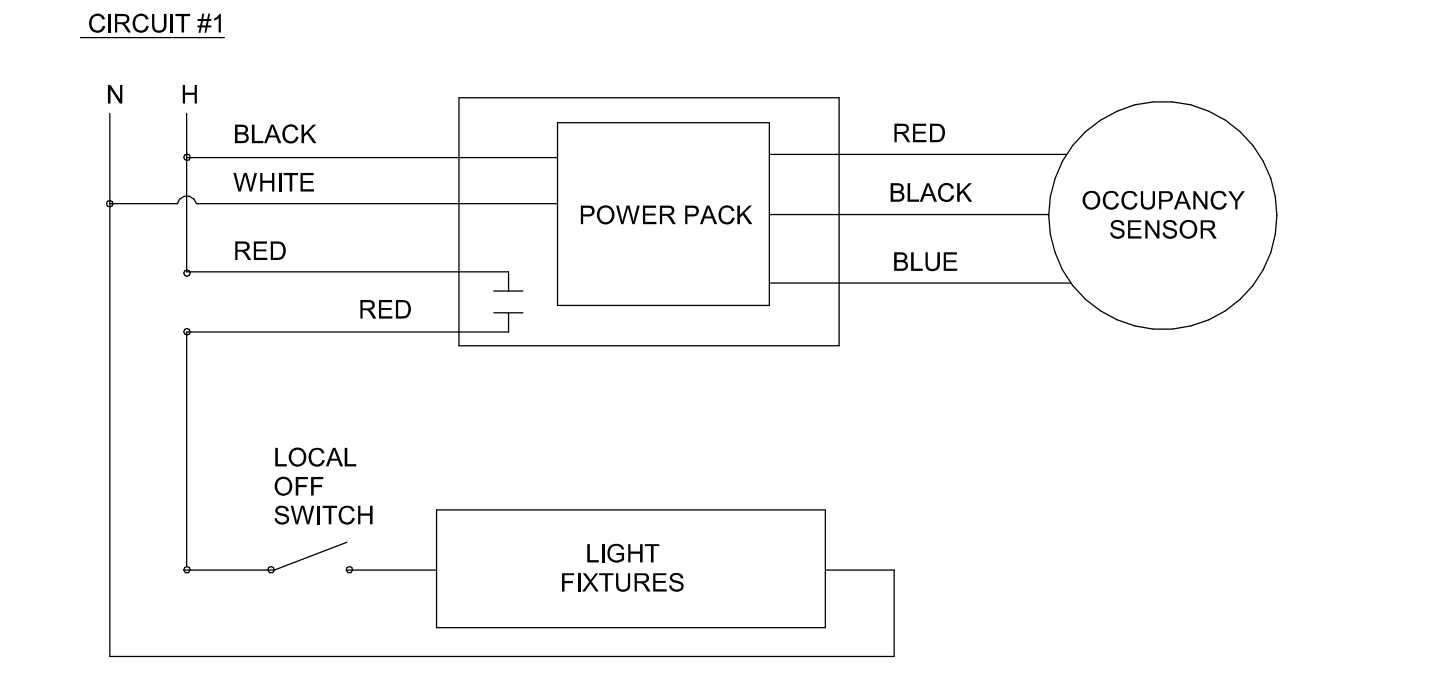 CIRCUIT #1
N H
BLACK
RED
WHITE
BLACK
POWER PACK
OCCUPANCY
SENSOR
RED
BLUE
RED
LOCAL
OFF
SWITCH
LIGHT
FIXTURES